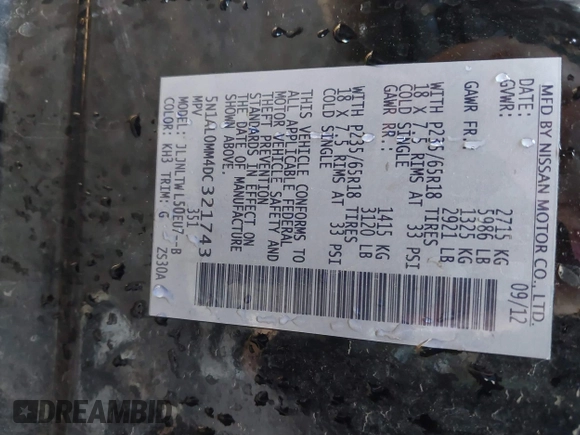 MFD BY NISSAN MOTOR CO., LTD.
DATE: 09/12
GVWR: 2715 KG
5986 LB
GAWR FR.: 1325 KG
2921 LB
WITH P235/65R18 TIRES
18 X 7.5 RIMS AT 33 PSI
COLD SINGLE
GAWR RR.: 1415 KG
3120 LB
WITH P235/65R18 TIRES
18 X 7.5 RIMS AT 33 PSI
COLD SINGLE
THIS VEHICLE CONFORMS TO
ALL APPLICABLE FEDERAL
MOTOR VEHICLE SAFETY AND
THEFT PREVENTION
STANDARDS IN EFFECT ON
THE DATE OF MANUFACTURE
SHOWN ABOVE.
5N1AL0MM4DC321743
MPV 351
MODEL: JLJNLTWL50EU7--B
COLOR: KH3 TRIM: G ZS30A
DREAMBID